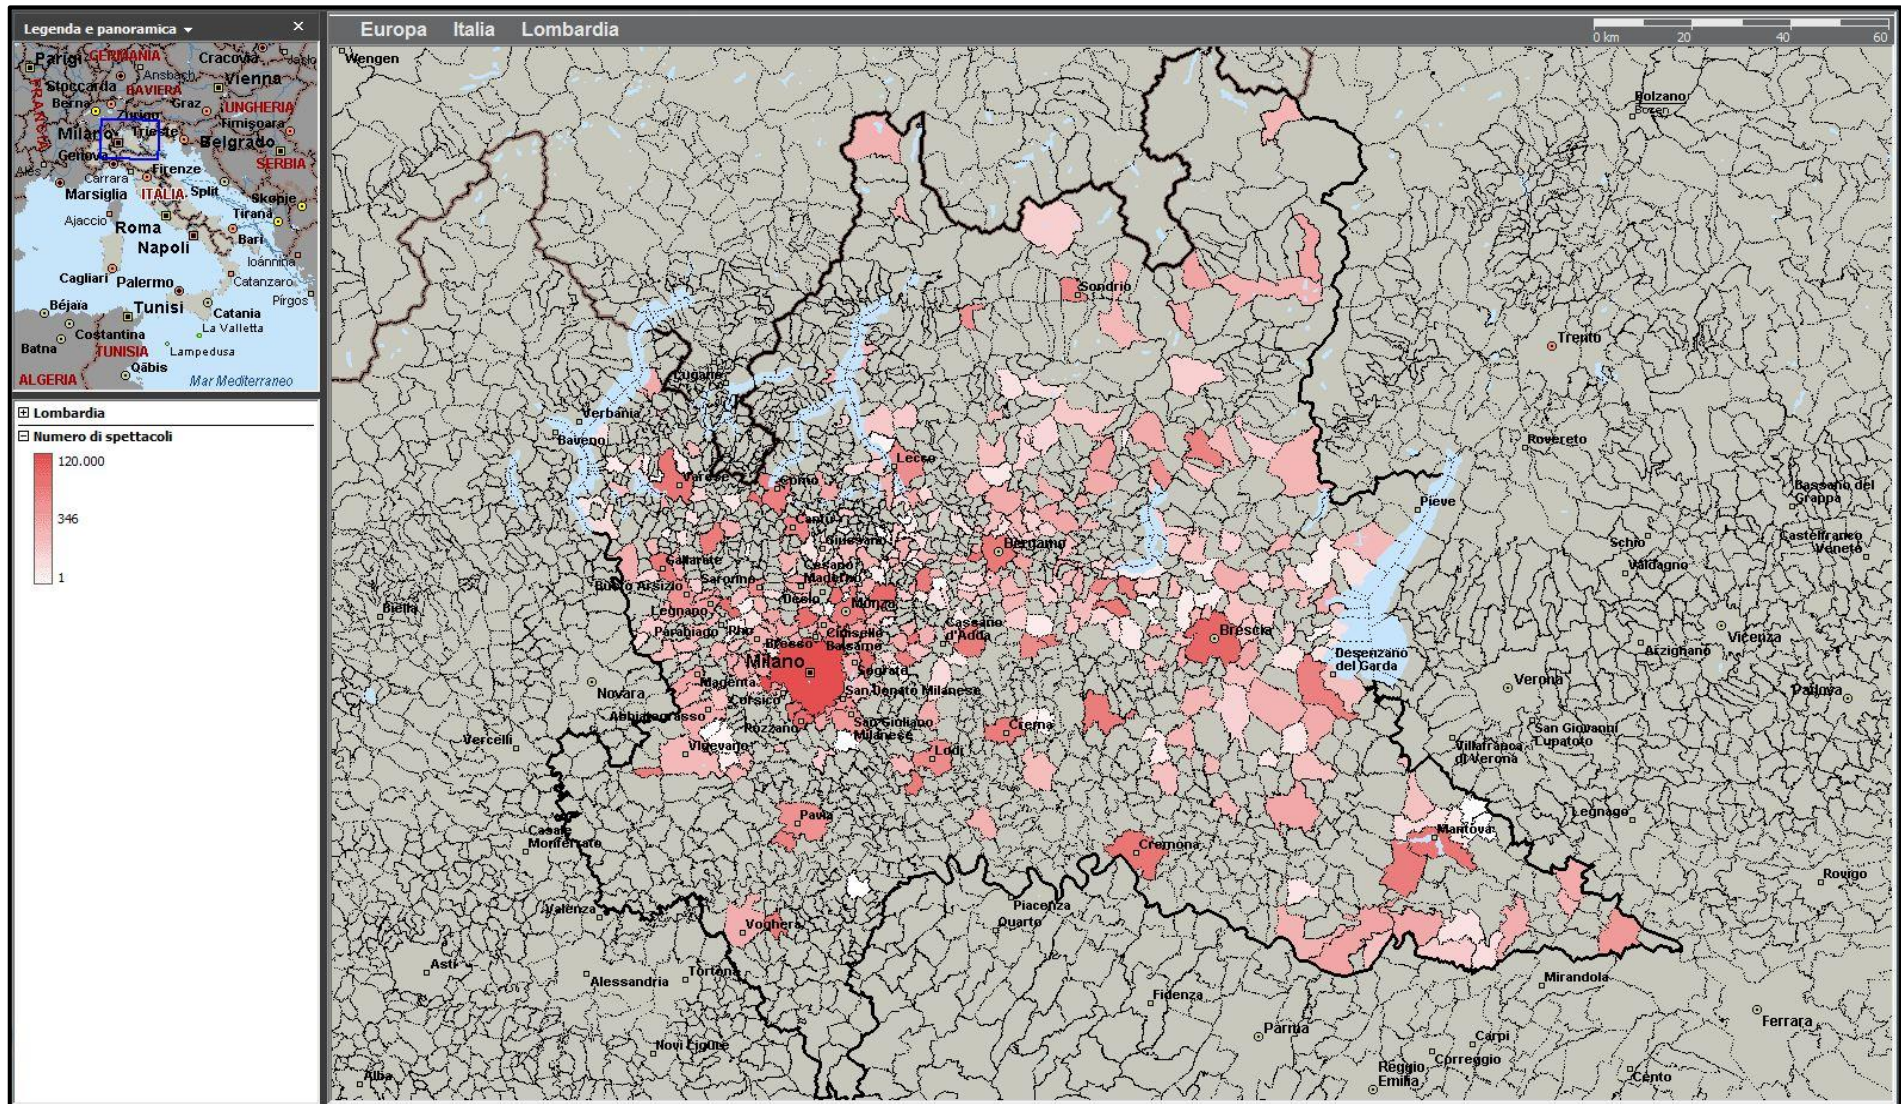 Legenda e panoramica
Europa Italia Lombardia
0 km 20 40 60
Parigi
GERMANIA
Cracovia
Ansbach
Vienna
Stoccarda
BAVIERA
FRANCIA
Berna
Zurigo
Graz
UNGHERIA
Timişoara
Milano
Trieste
Belgrado
Genova
SERBIA
Carrara
Firenze
Marsiglia
ITALIA
Split
Skopje
Ajaccio
Tirana
Roma
Bari
Napoli
Ioánnina
Cagliari
Palermo
Catanzaro
Pírgos
Béjaïa
Tunisi
Catania
Costantina
La Valletta
Batna
TUNISIA
Lampedusa
Qābis
ALGERIA
Mar Mediterraneo
Lombardia
Numero di spettacoli
120.000
346
1
Wengen
Bolzano
Bozen
Sondrio
Trento
Lugano
Verbania
Baveno
Rovereto
Lecco
Varese
Como
Bassano del
Grappa
Pieve
Cantù
Giussano
Bergamo
Schio
Castelfranco
Veneto
Gallarate
Cesano
Maderno
Valdagno
Busto Arsizio
Saronno
Desio
Biella
Legnano
Monza
Parabiago
Rho
Cinisello
Balsamo
Cassano
d'Adda
Brescia
Vicenza
Bresso
Arzignano
Milano
Segrate
Desenzano
del Garda
Novara
Magenta
San Donato Milanese
Verona
Padova
Corsico
Abbiategrasso
Rozzano
San Giuliano
Milanese
Crema
San Giovanni
Lupatoto
Vercelli
Vigevano
Lodi
Villafranca
di Verona
Pavia
Legnago
Casale
Monferrato
Mantova
Cremona
Rovigo
Valenza
Voghera
Piacenza
Quarto
Asti
Tortona
Alessandria
Mirandola
Fidenza
Parma
Ferrara
Novi Ligure
Carpi
Correggio
Reggio
Emilia
Cento
Alba